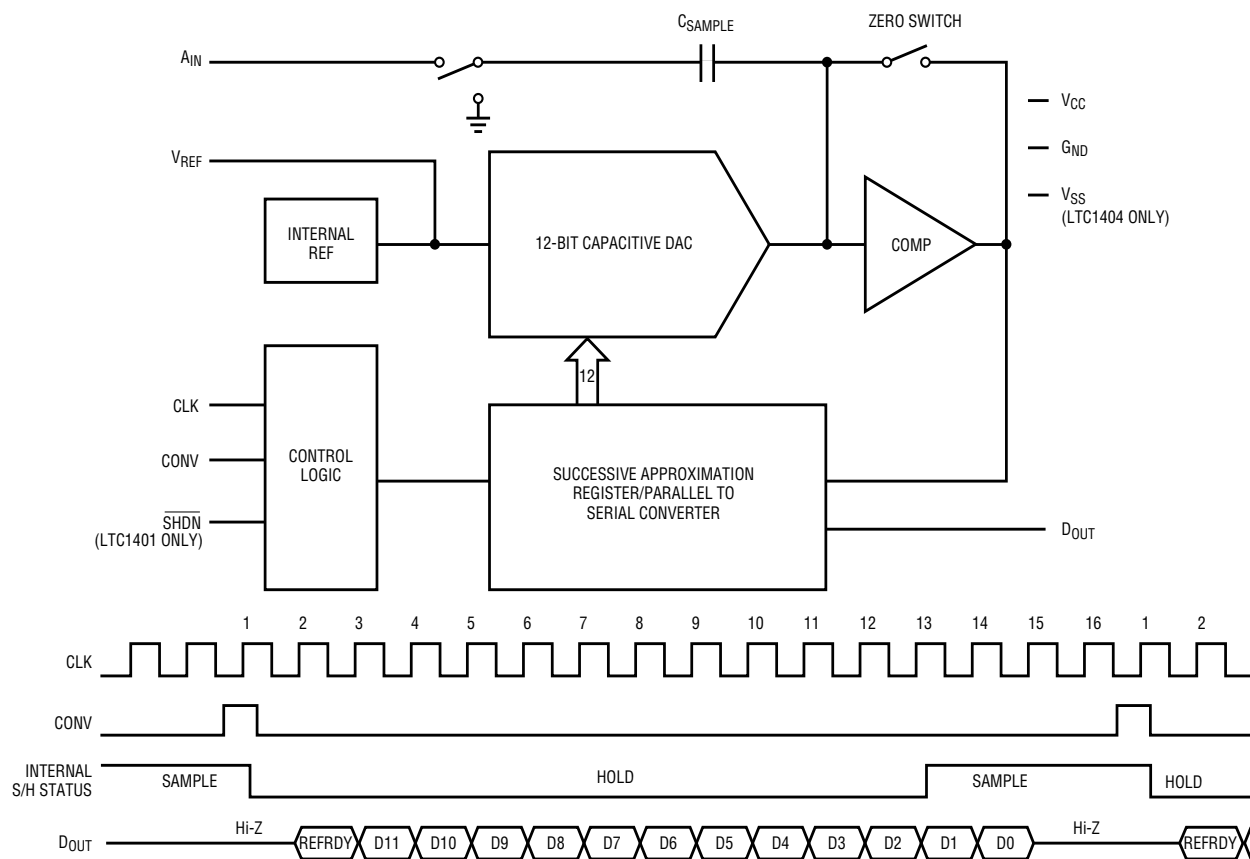 C_SAMPLE
ZERO SWITCH
A_IN
V_CC
G_ND
V_REF
V_SS
(LTC1404 ONLY)
INTERNAL
REF
12-BIT CAPACITIVE DAC
COMP
12
CLK
CONV
SHDN
(LTC1401 ONLY)
CONTROL
LOGIC
SUCCESSIVE APPROXIMATION
REGISTER/PARALLEL TO
SERIAL CONVERTER
D_OUT
1 2 3 4 5 6 7 8 9 10 11 12 13 14 15 16 1 2
CLK
CONV
INTERNAL
S/H STATUS
SAMPLE HOLD SAMPLE HOLD
D_OUT
Hi-Z REFRDY D11 D10 D9 D8 D7 D6 D5 D4 D3 D2 D1 D0 Hi-Z REFRDY